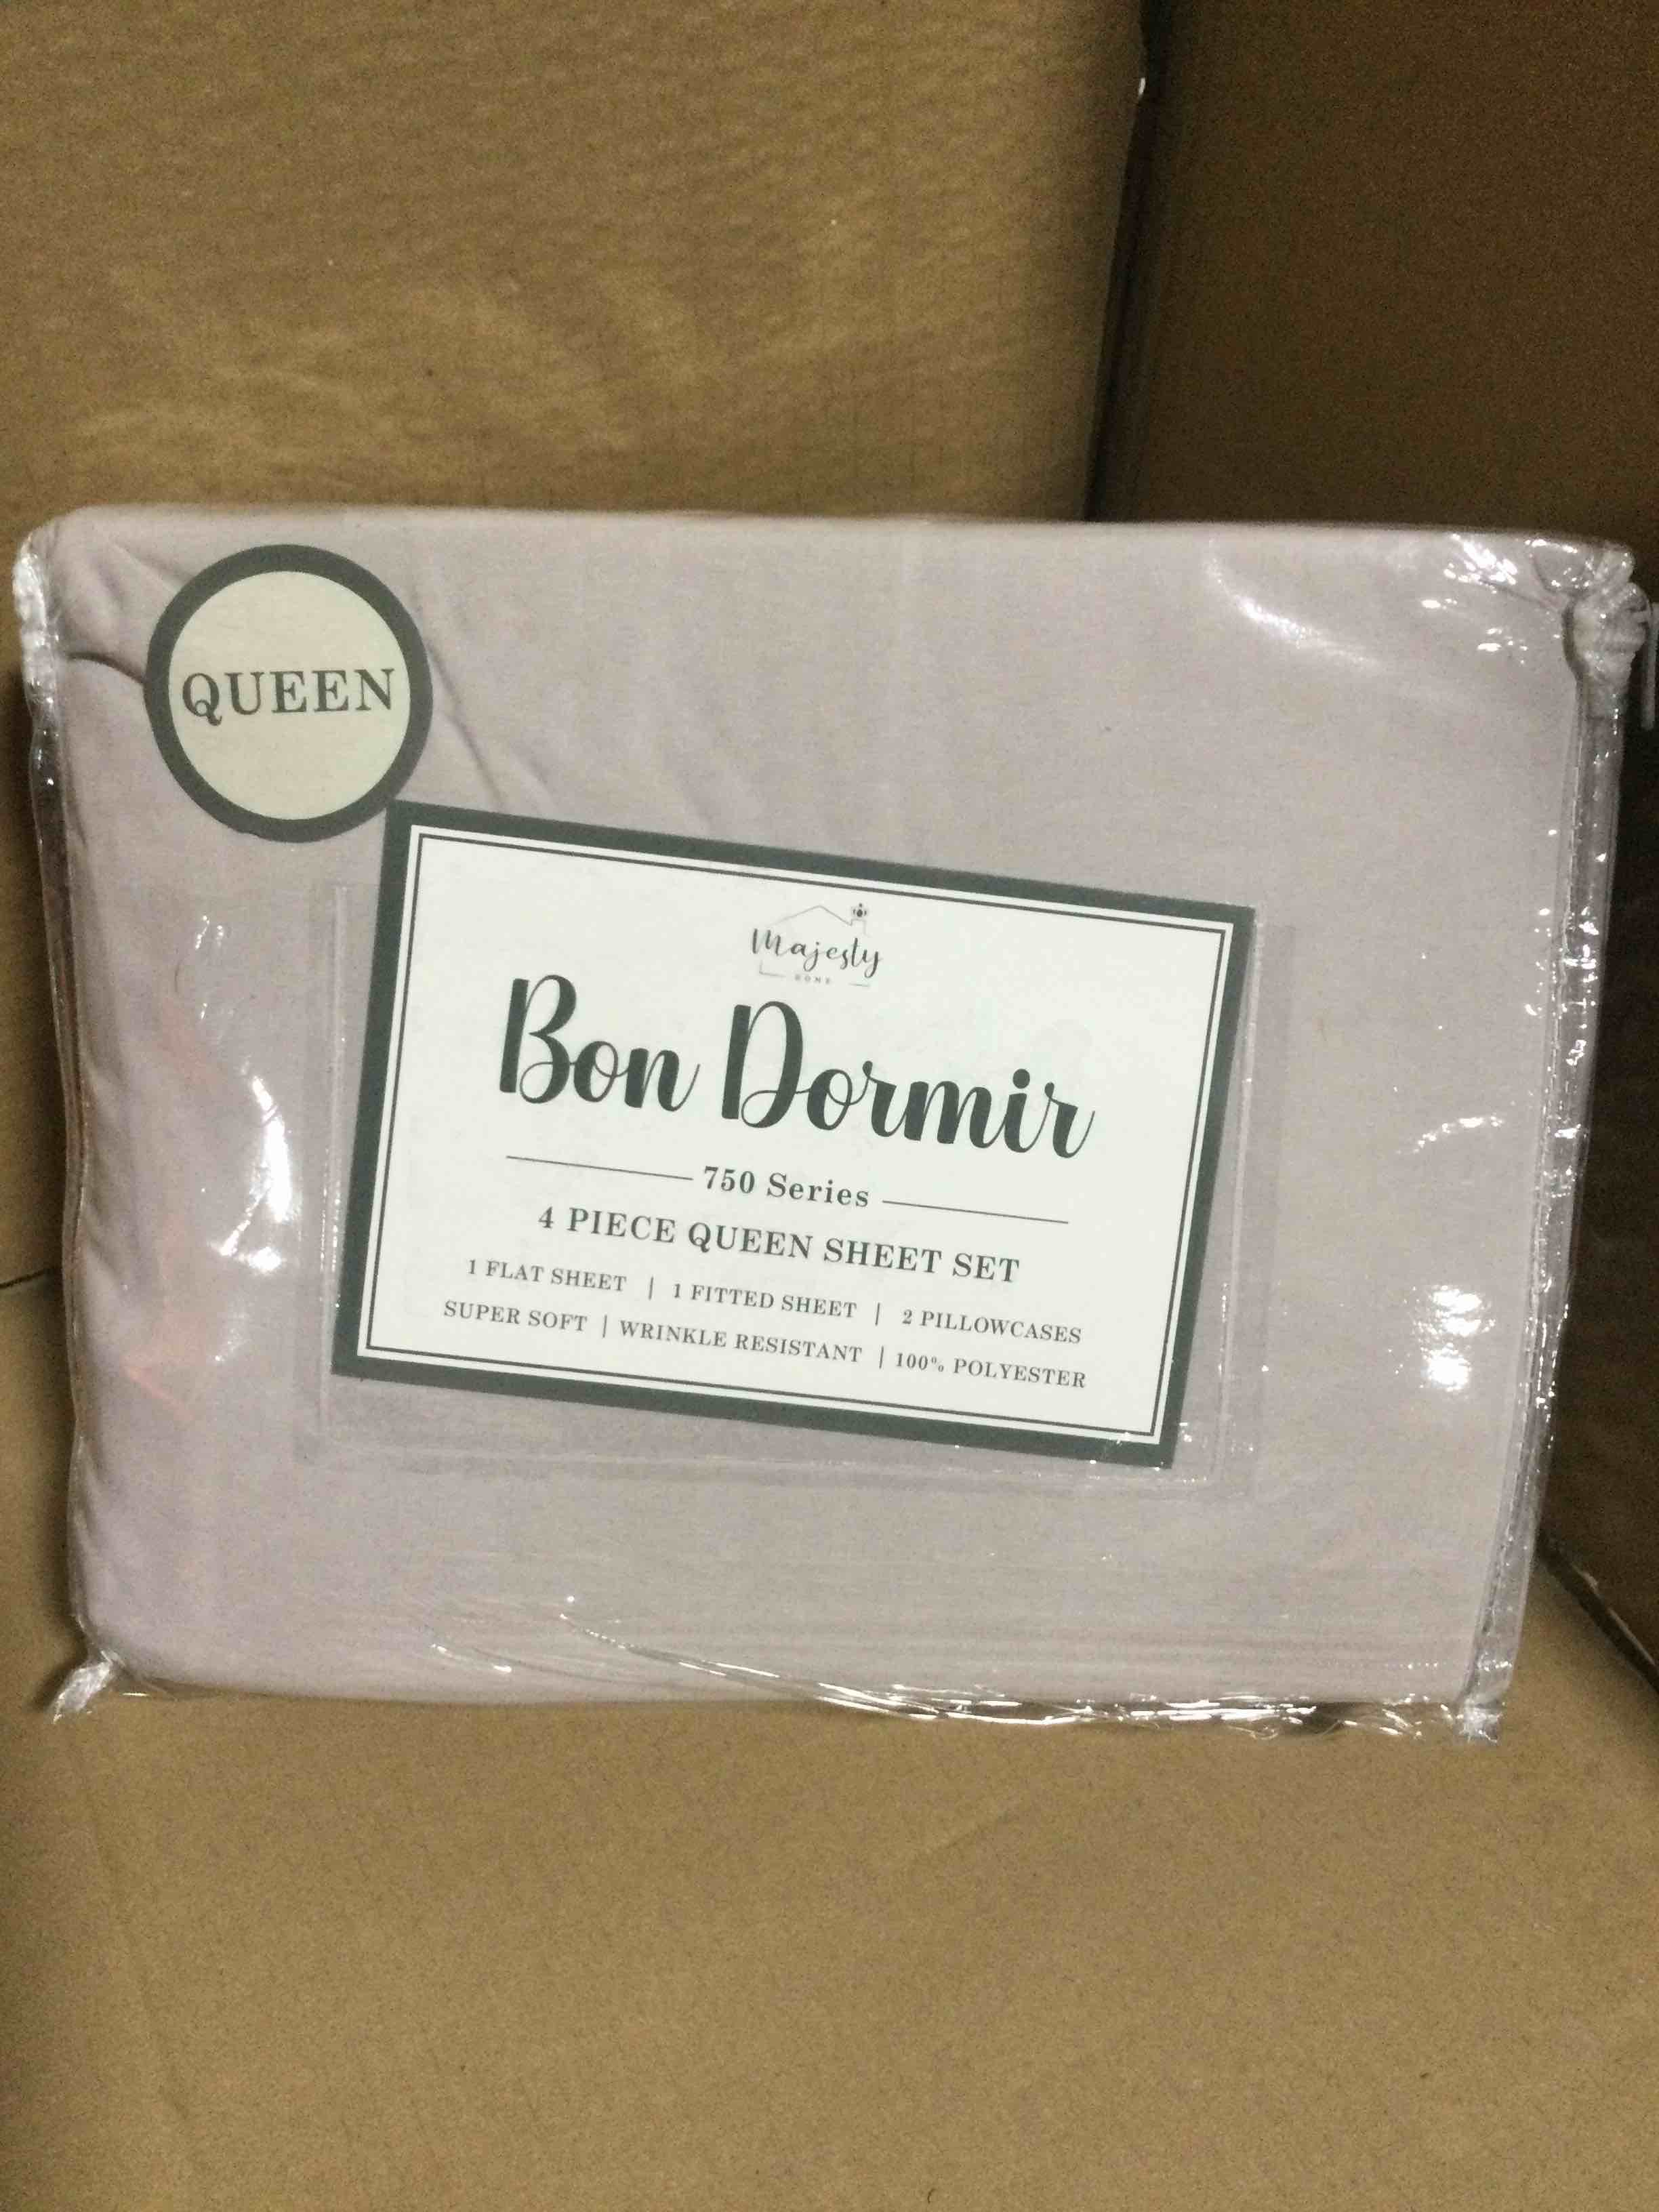 QUEEN
Majesty
HOME
Bon Dormir
750 Series
4 PIECE QUEEN SHEET SET
1 FLAT SHEET | 1 FITTED SHEET | 2 PILLOWCASES
SUPER SOFT | WRINKLE RESISTANT | 100% POLYESTER